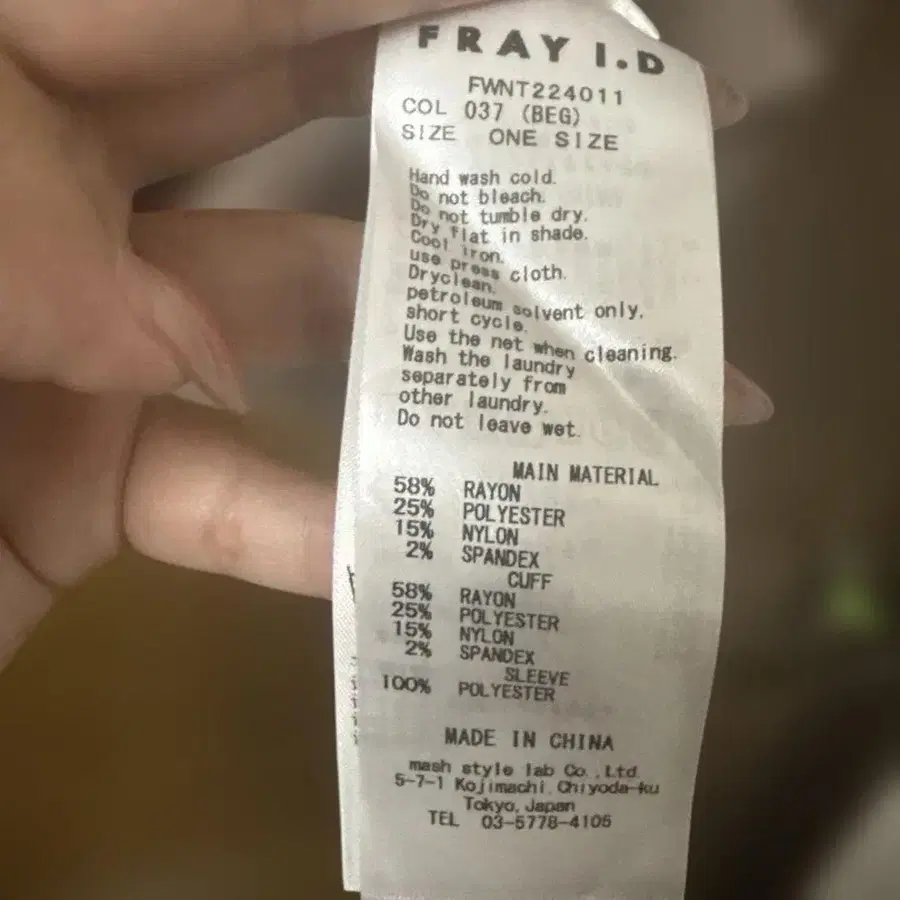 FRAY I.D
FWNT224011
COL 037 (BEG)
SIZE ONE SIZE
Hand wash cold.
Do not bleach.
Do not tumble dry.
Dry flat in shade.
Cool iron.
use press cloth.
Dryclean.
petroleum solvent only.
short cycle.
Use the net when cleaning.
Wash the laundry
separately from
other laundry.
Do not leave wet.
MAIN MATERIAL
58% RAYON
25% POLYESTER
15% NYLON
2% SPANDEX
CUFF
58% RAYON
25% POLYESTER
15% NYLON
2% SPANDEX
SLEEVE
100% POLYESTER
MADE IN CHINA
mash style lab Co.,Ltd.
5-7-1 Kojimachi, Chiyoda-ku
Tokyo, Japan
TEL 03-5778-4105